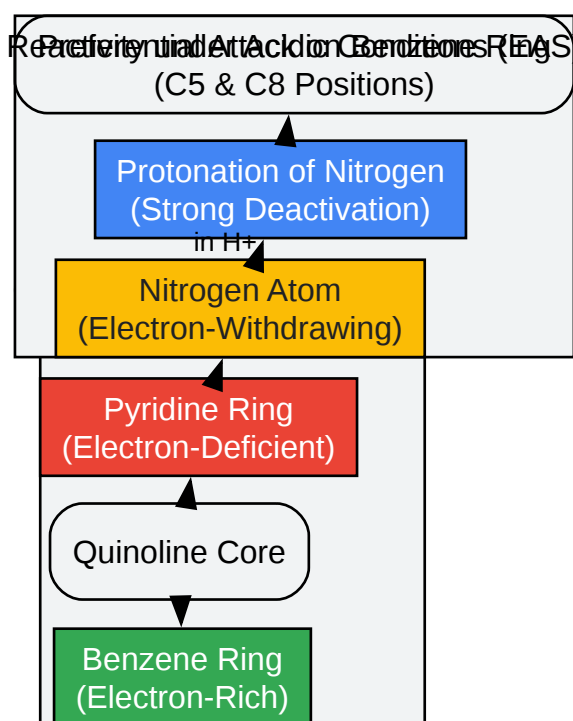 (C5 & C8 Positions)
Protonation of Nitrogen
(Strong Deactivation)
in H+
Nitrogen Atom
(Electron-Withdrawing)
Pyridine Ring
(Electron-Deficient)
Quinoline Core
Benzene Ring
(Electron-Rich)